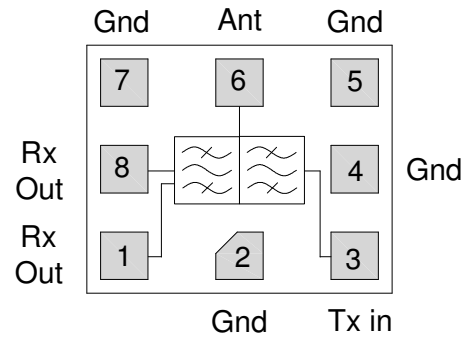 Gnd Ant Gnd
7 6 5
Rx
Out
8 4 Gnd
Rx
Out
1 2 3
Gnd Tx in